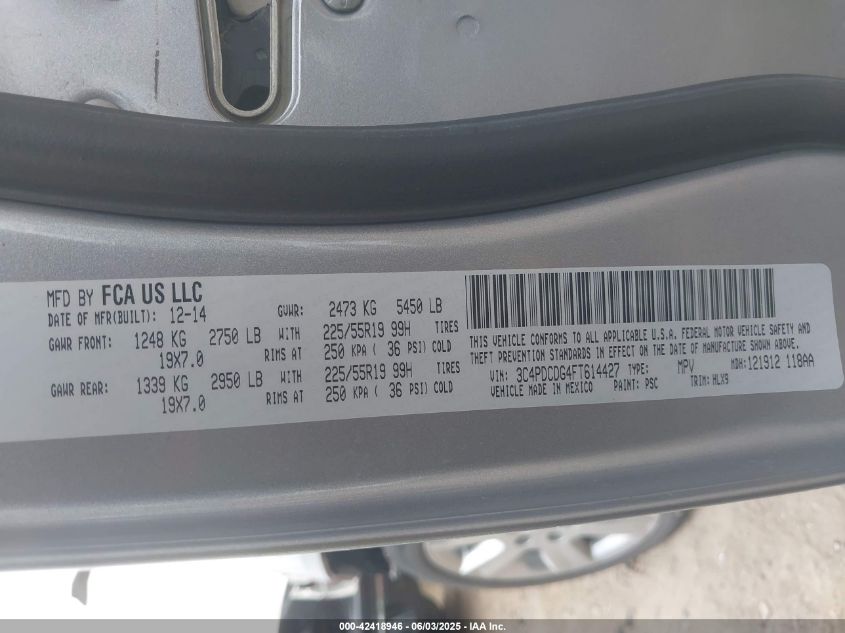 MFD BY FCA US LLC
DATE OF MFR(BUILT): 12-14 GVWR: 2473 KG 5450 LB
GAWR FRONT: 1248 KG 2750 LB WITH 225/55R19 99H TIRES
19X7.0 RIMS AT 250 KPA ( 36 PSI) COLD
GAWR REAR: 1339 KG 2950 LB WITH 225/55R19 99H TIRES
19X7.0 RIMS AT 250 KPA ( 36 PSI) COLD
THIS VEHICLE CONFORMS TO ALL APPLICABLE U.S.A. FEDERAL MOTOR VEHICLE SAFETY AND
THEFT PREVENTION STANDARDS IN EFFECT ON THE DATE OF MANUFACTURE SHOWN ABOVE.
VIN: 3C4PDCDG4FT614427 TYPE: MPV MDH:121912 118AA
VEHICLE MADE IN MEXICO PAINT: PSC TRIM: HLX9
000-42418946 - 06/03/2025 - IAA, Inc.